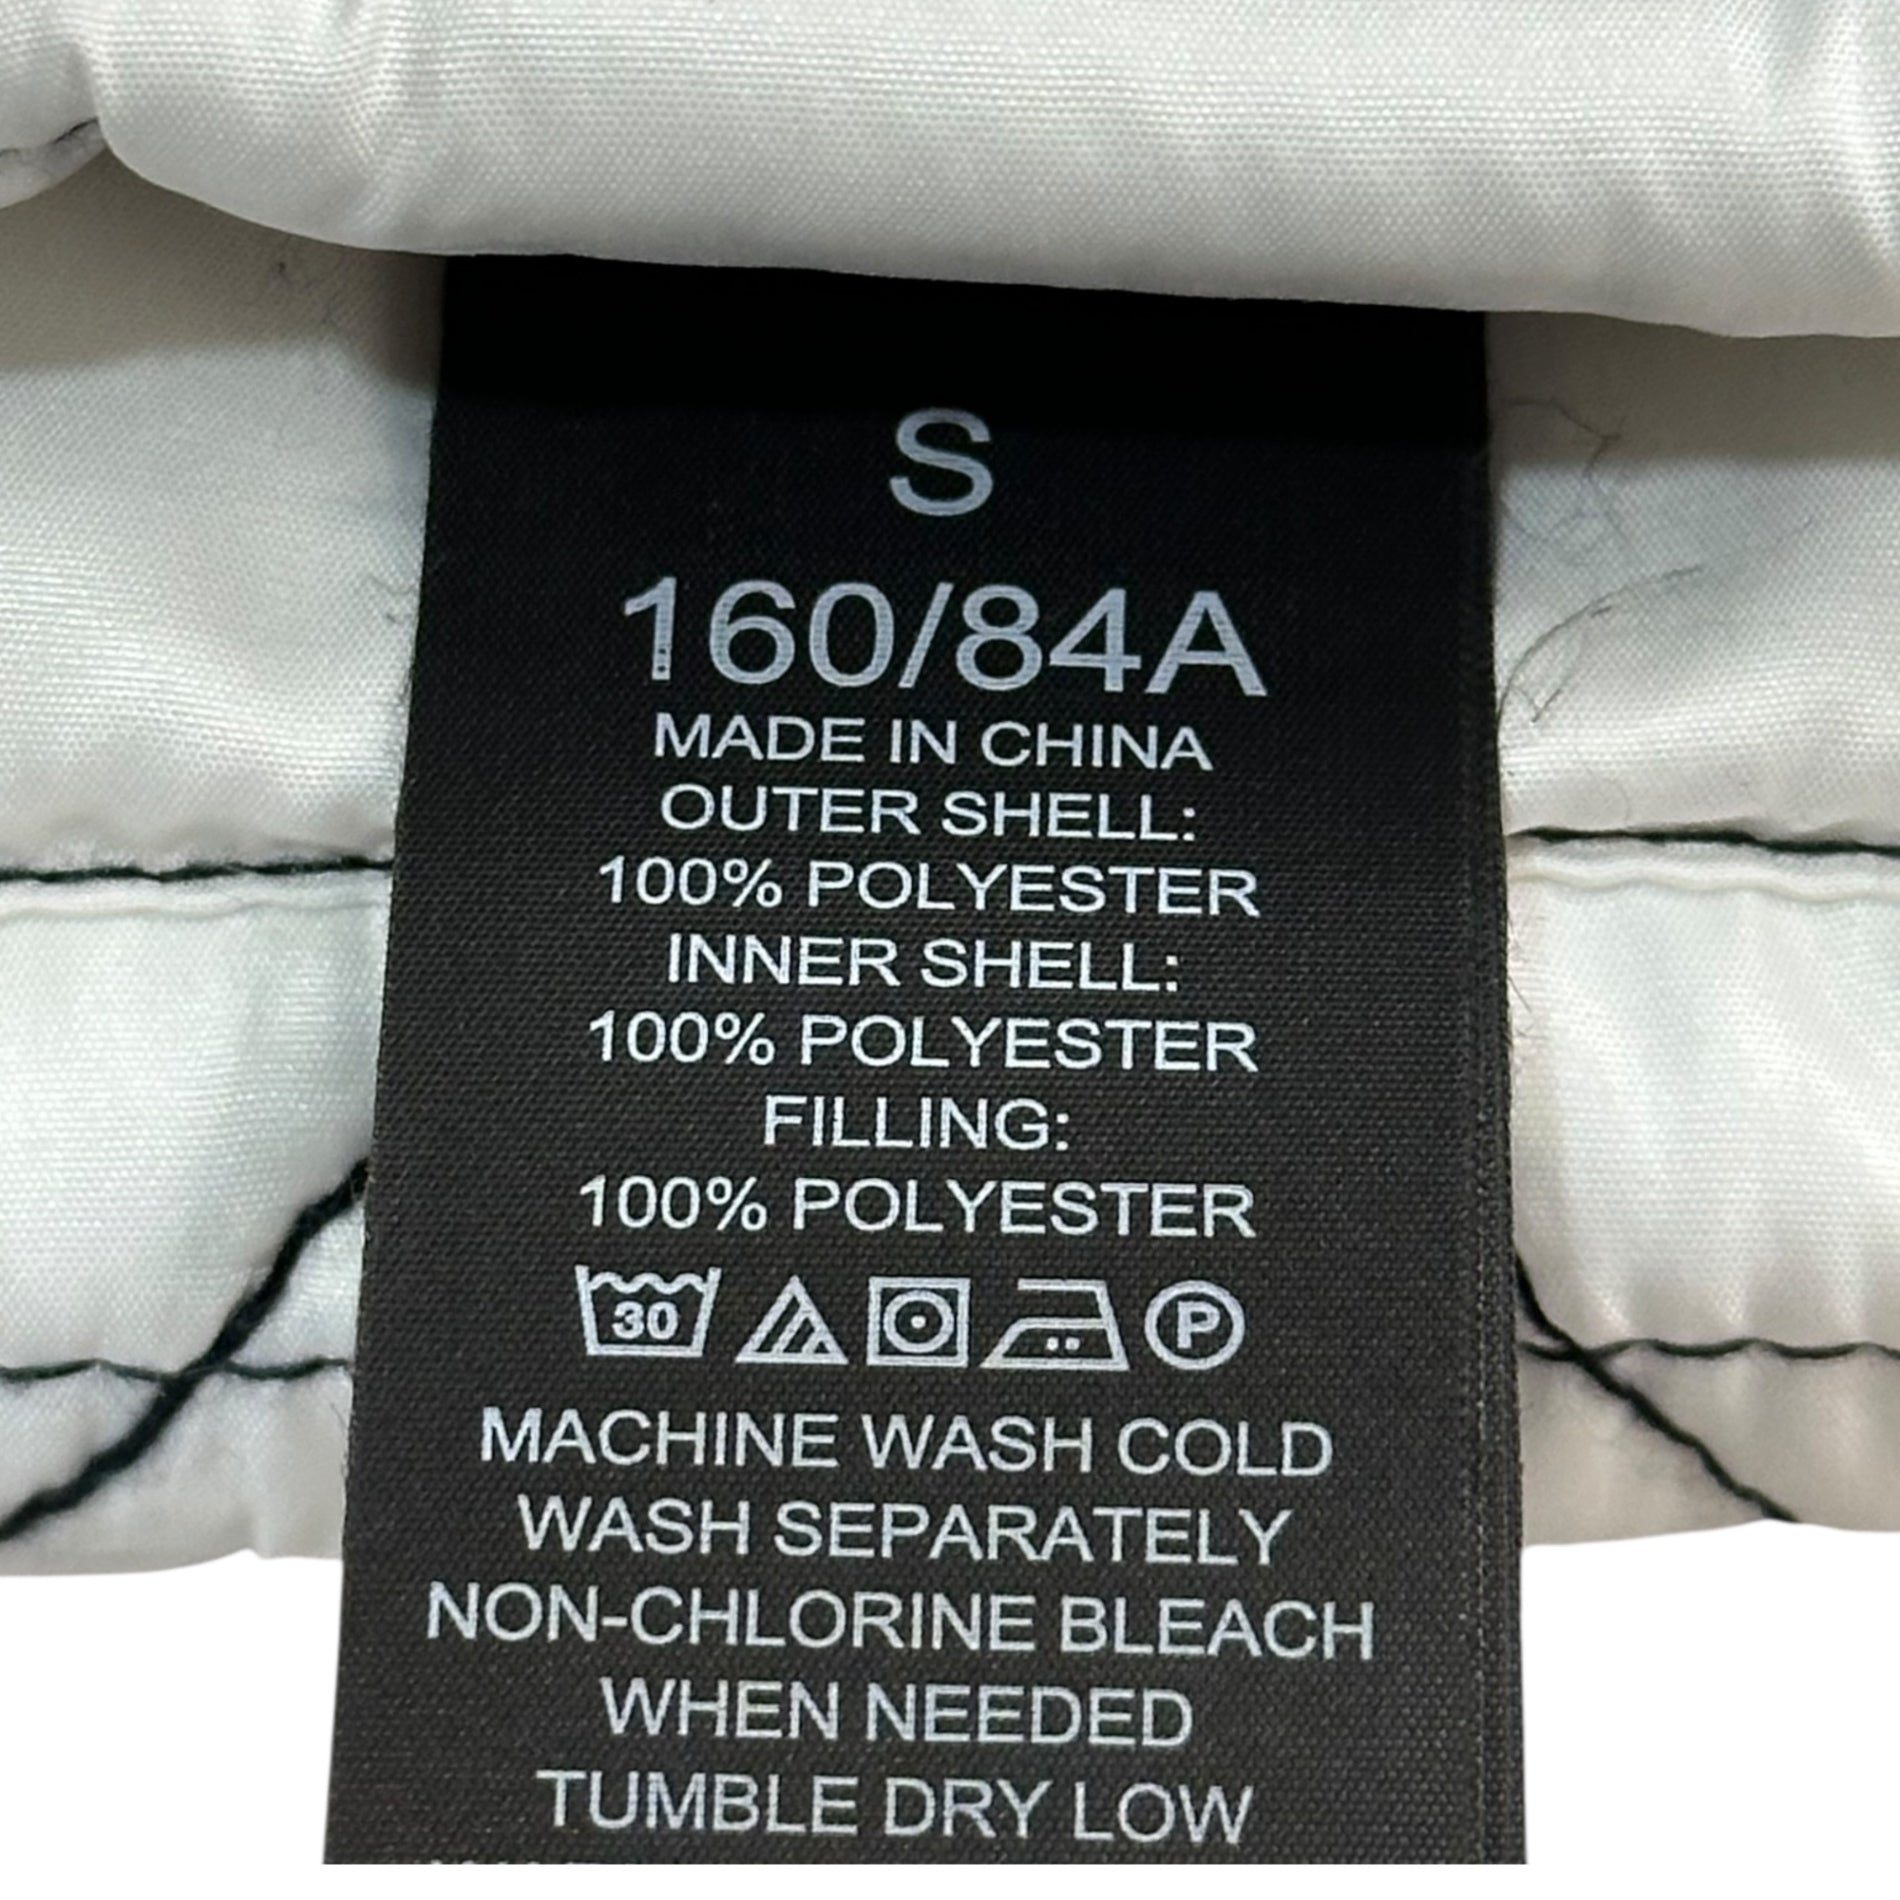 S
160/84A
MADE IN CHINA
OUTER SHELL:
100% POLYESTER
INNER SHELL:
100% POLYESTER
FILLING:
100% POLYESTER
30 P
MACHINE WASH COLD
WASH SEPARATELY
NON-CHLORINE BLEACH
WHEN NEEDED
TUMBLE DRY LOW